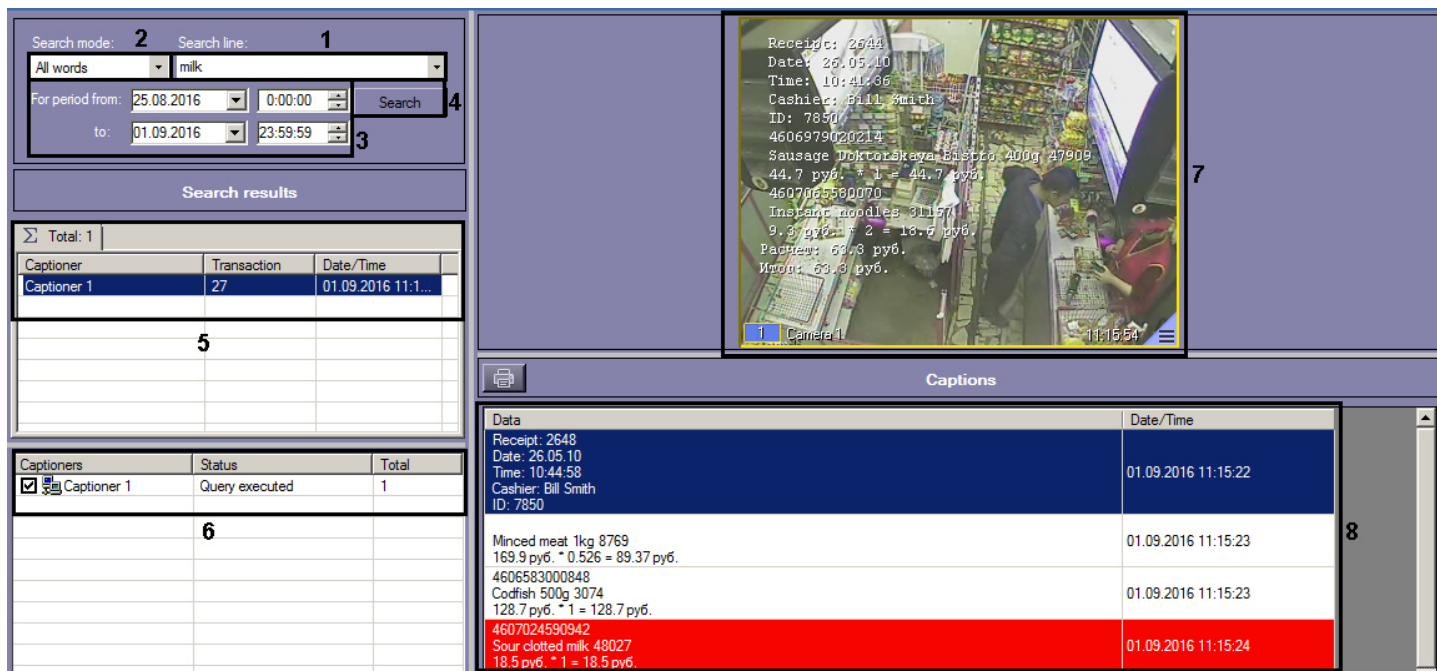 Search mode: 2 Search line: 1
All words milk
For period from: 25.08.2016 0:00:00 Search 4
to: 01.09.2016 23:59:59 3
Search results
Σ Total: 1
Captioner Transaction Date/Time
Captioner 1 27 01.09.2016 11:1...
5
Captioners Status Total
Captioner 1 Query executed 1
6
Receipt: 2644
Date: 26.05.10
Time: 10:41:36
Cashier: Bill Smith
ID: 7850
4606979020214
Sausage Doktorskaya Bistro 400g 47909
44.7 руб. * 1 = 44.7 руб.
4607065580070
Instant noodles 31157
9.3 руб. * 2 = 18.6 руб.
Расчет: 63.3 руб.
Итог: 63.3 руб.
1 Camera 1 11:15:54
7
Captions
Data Date/Time
Receipt: 2648
Date: 26.05.10
Time: 10:44:58
Cashier: Bill Smith
ID: 7850
01.09.2016 11:15:22
Minced meat 1kg 8769
169.9 руб. * 0.526 = 89.37 руб.
01.09.2016 11:15:23
4606583000848
Codfish 500g 3074
128.7 руб. * 1 = 128.7 руб.
01.09.2016 11:15:23
4607024590942
Sour clotted milk 48027
18.5 руб. * 1 = 18.5 руб.
01.09.2016 11:15:24
8